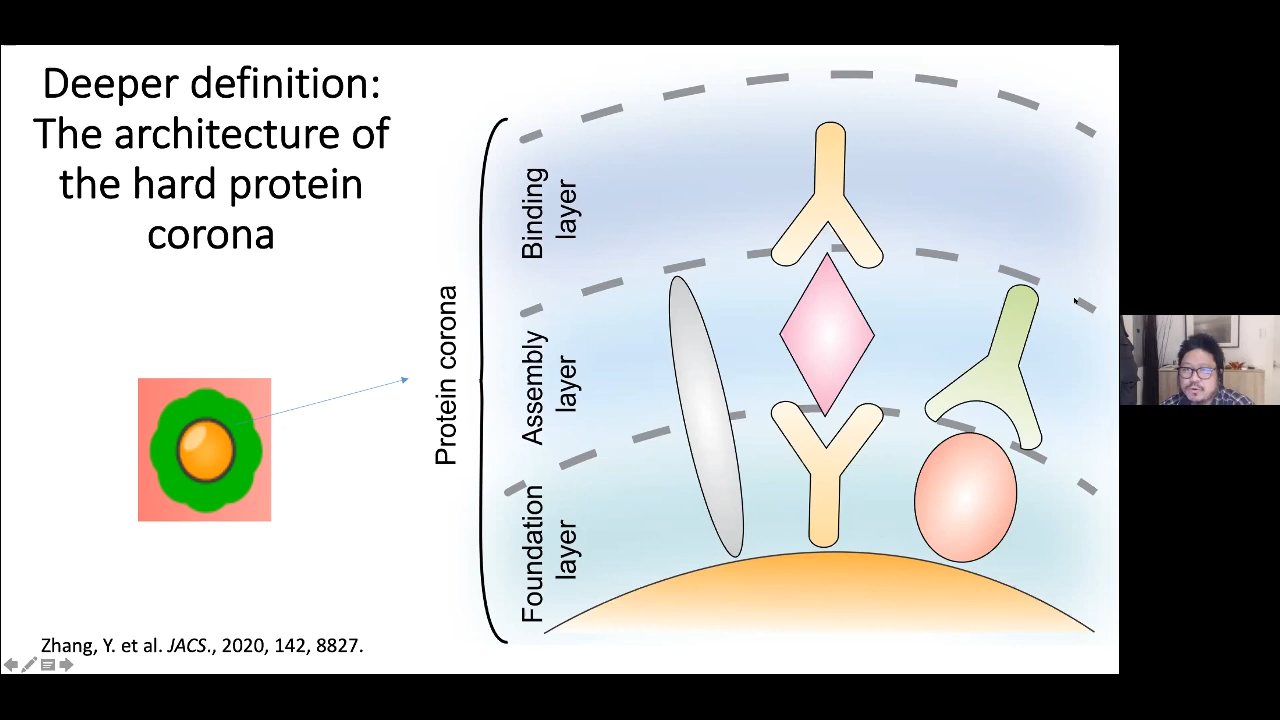 Deeper definition:
The architecture of
the hard protein
corona
Protein corona
Binding
layer
Assembly
layer
Foundation
layer
Zhang, Y. et al. JACS., 2020, 142, 8827.